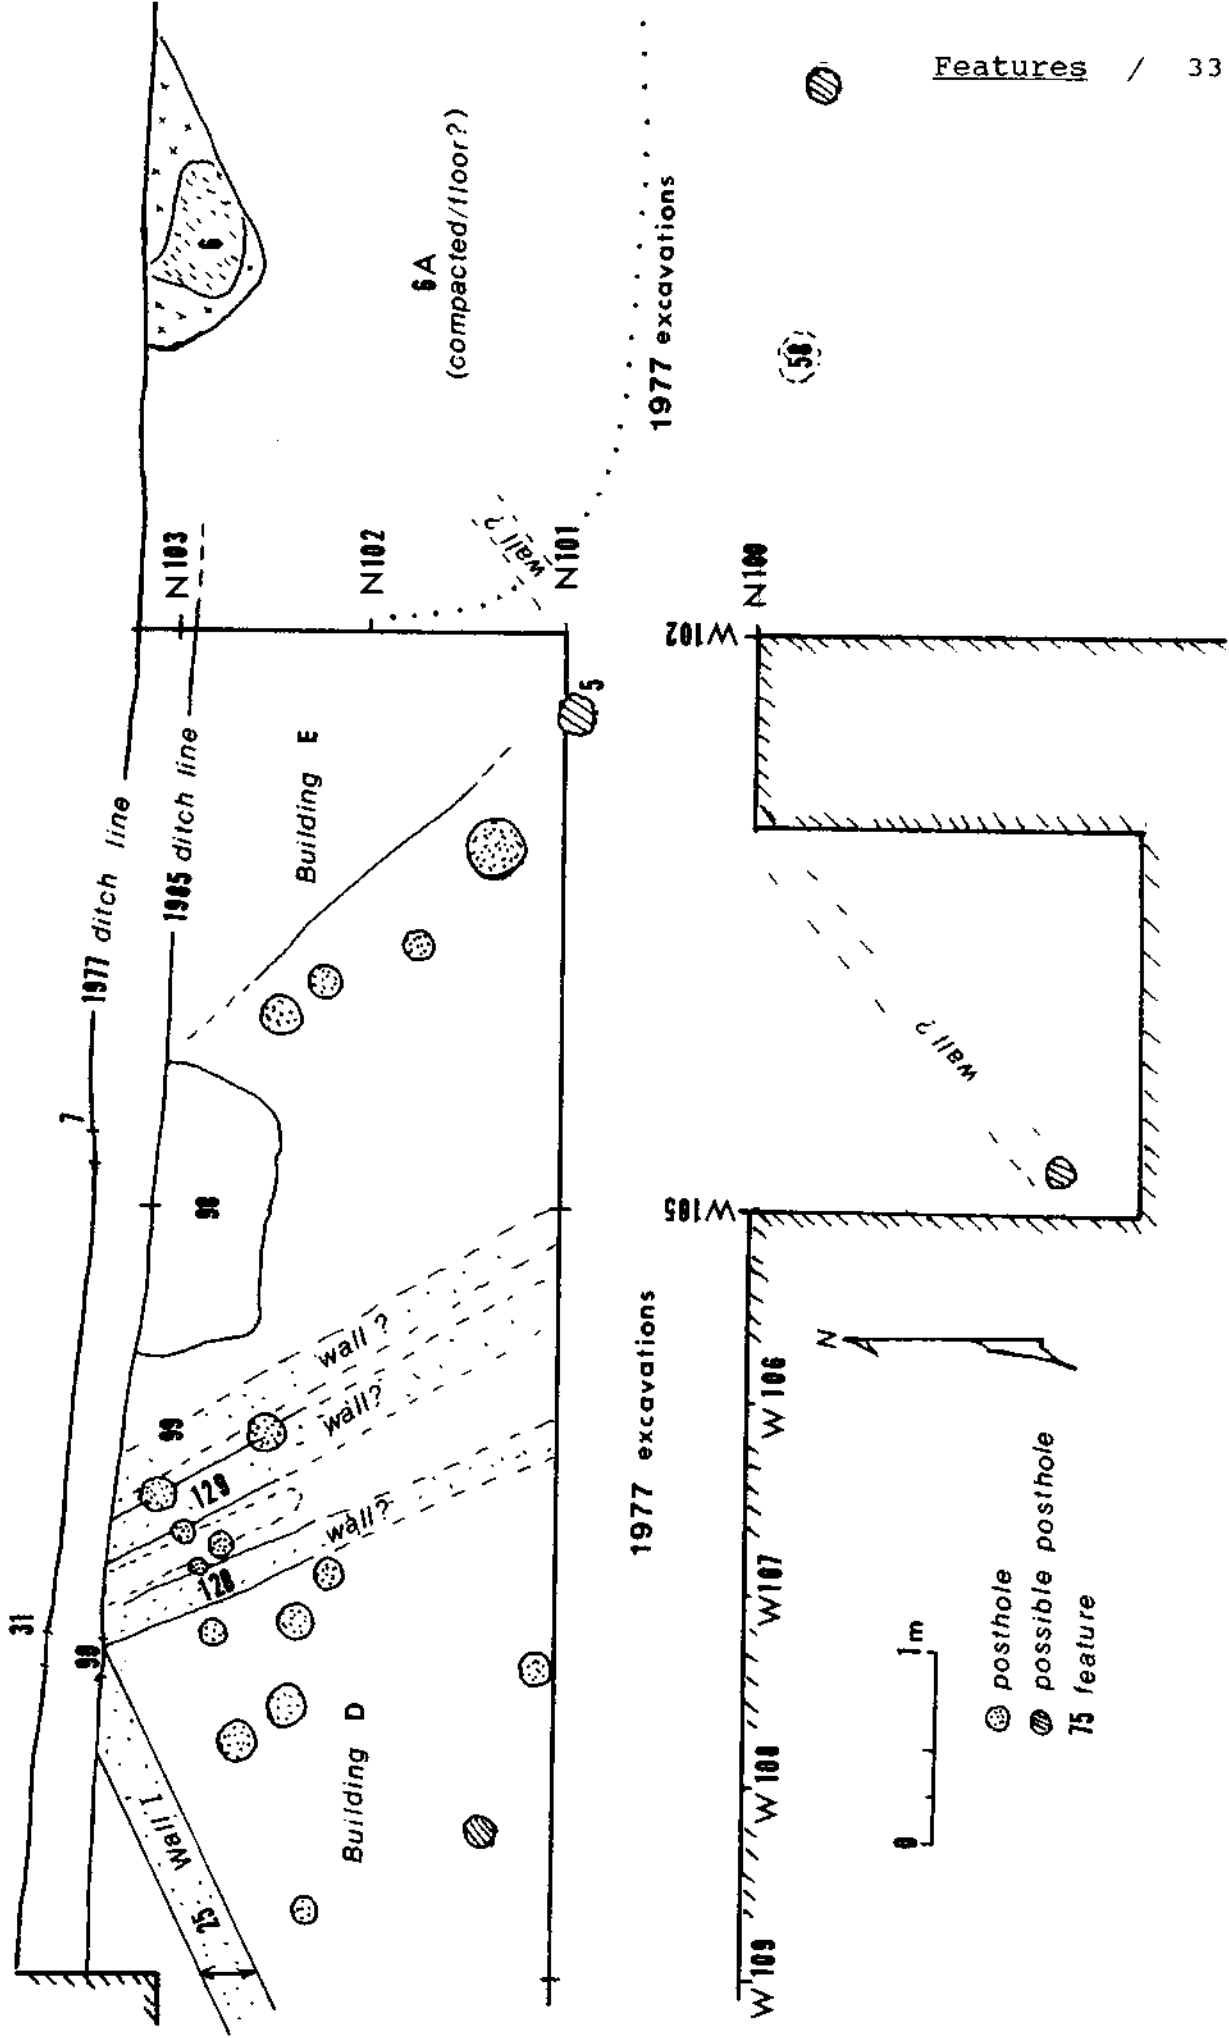 Features / 33
6
6A
(compacted/floor?)
1977 excavations
58
wall?
N103
N102
N101
N100
W102
5
1977 ditch line
1985 ditch line
Building E
7
98
W105
wall?
99
wall?
129
wall?
128
wall?
31
90
Wall I
25
Building D
1977 excavations
W106
W107
W108
W109
N
0
1m
posthole
possible posthole
75 feature